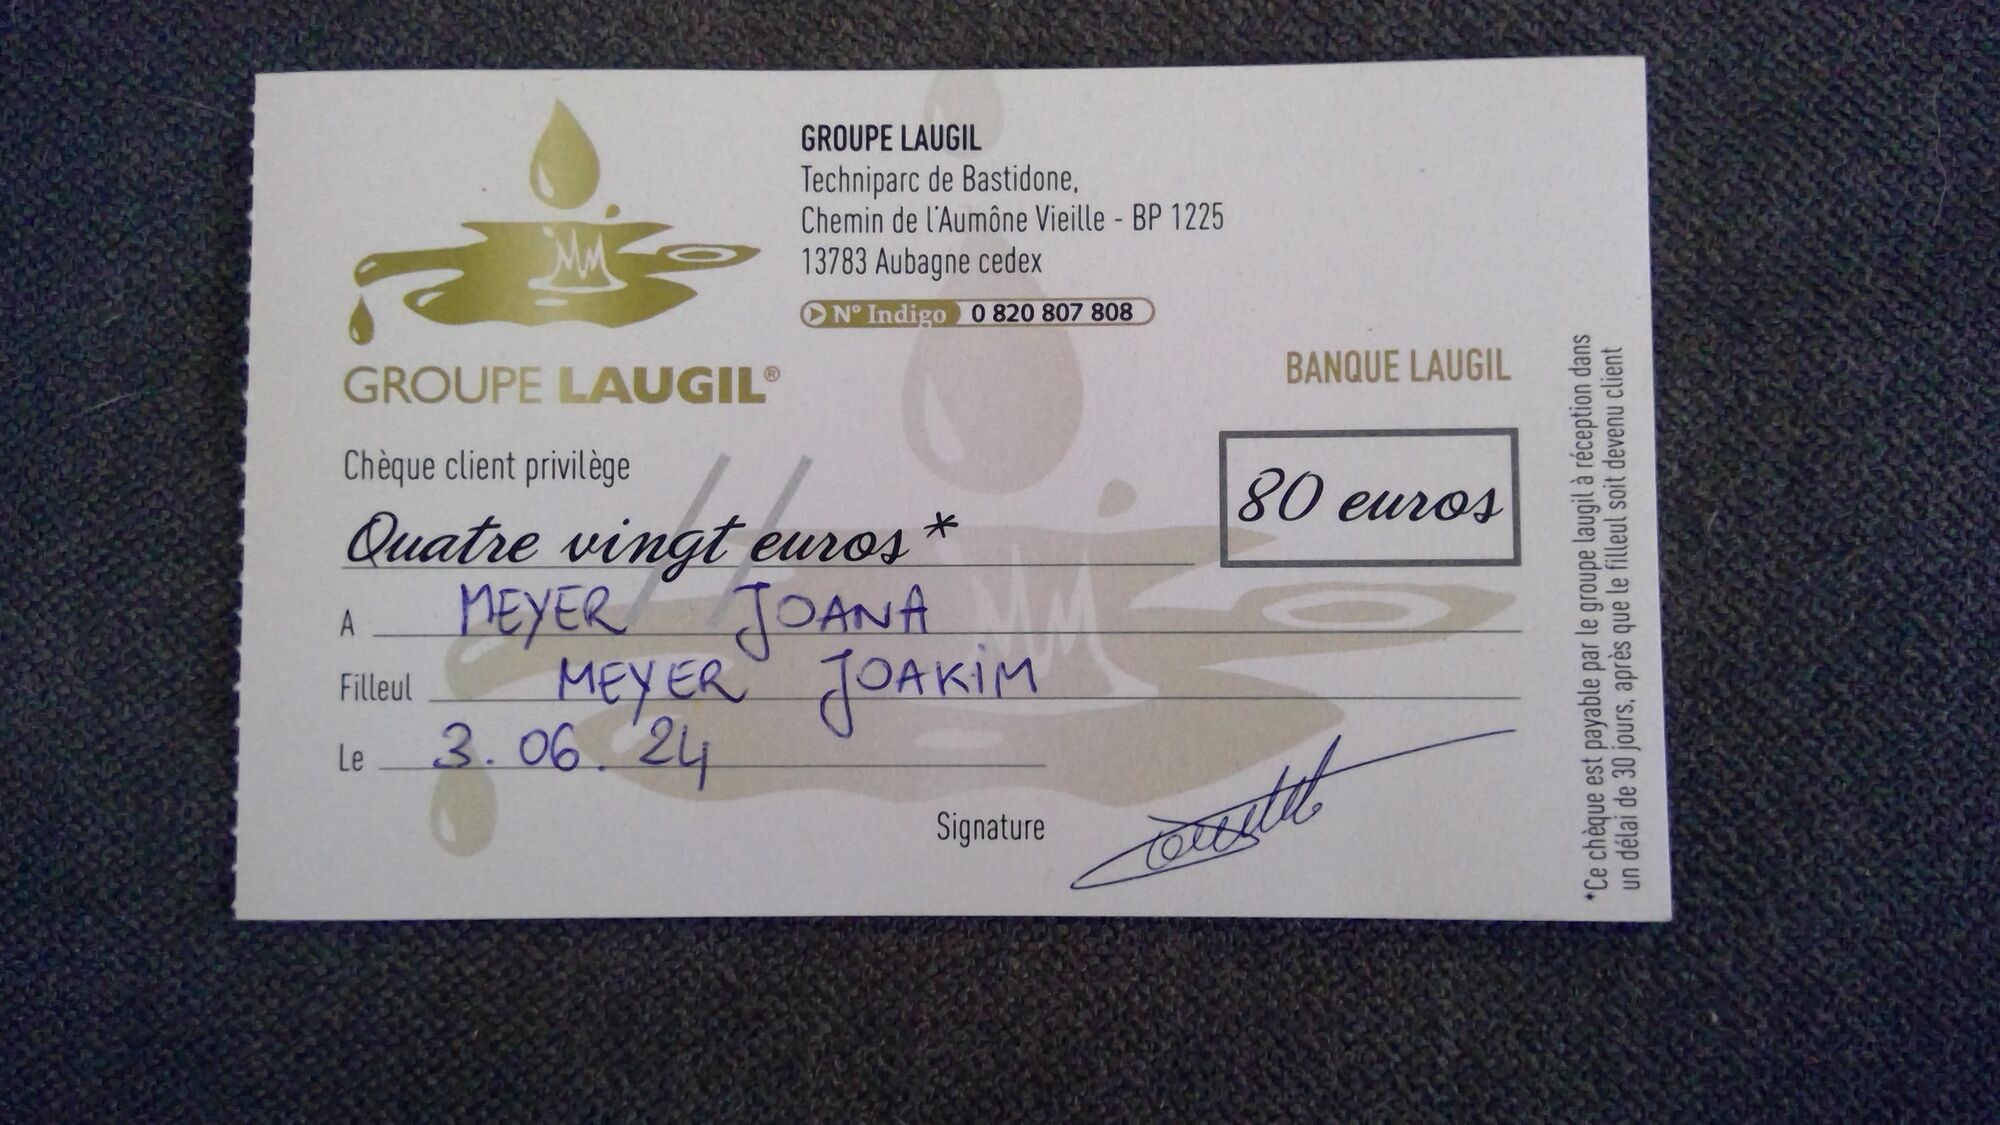 GROUPE LAUGIL
Techniparc de Bastidone,
Chemin de l'Aumône Vieille - BP 1225
13783 Aubagne cedex
N° Indigo 0 820 807 808
MM
GROUPE LAUGIL®
BANQUE LAUGIL
Chèque client privilège
80 euros
Quatre vingt euros*
A MEYER JOANA
Filleul MEYER JOAKIM
Le 3.06.24
Signature
*Ce chèque est payable par le groupe laugil à réception dans
un délai de 30 jours, après que le filleul soit devenu client